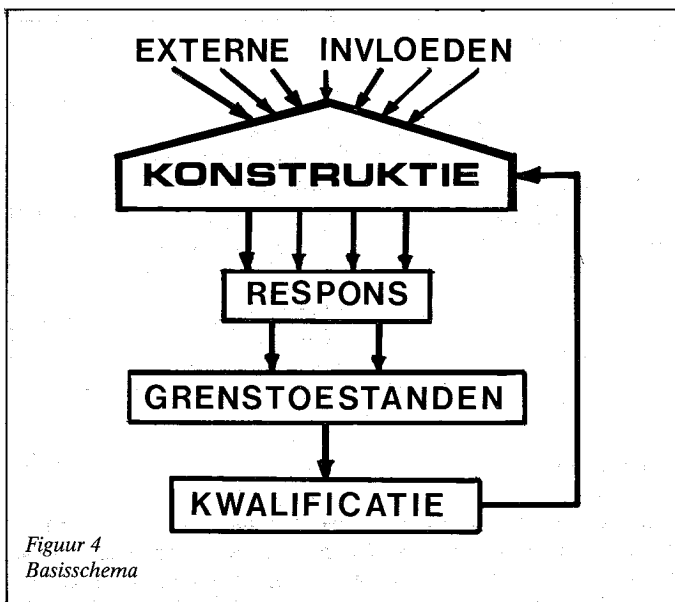 EXTERNE INVLOEDEN
KONSTRUKTIE
RESPONS
GRENSTOESTANDEN
KWALIFICATIE
Figuur 4
Basisschema